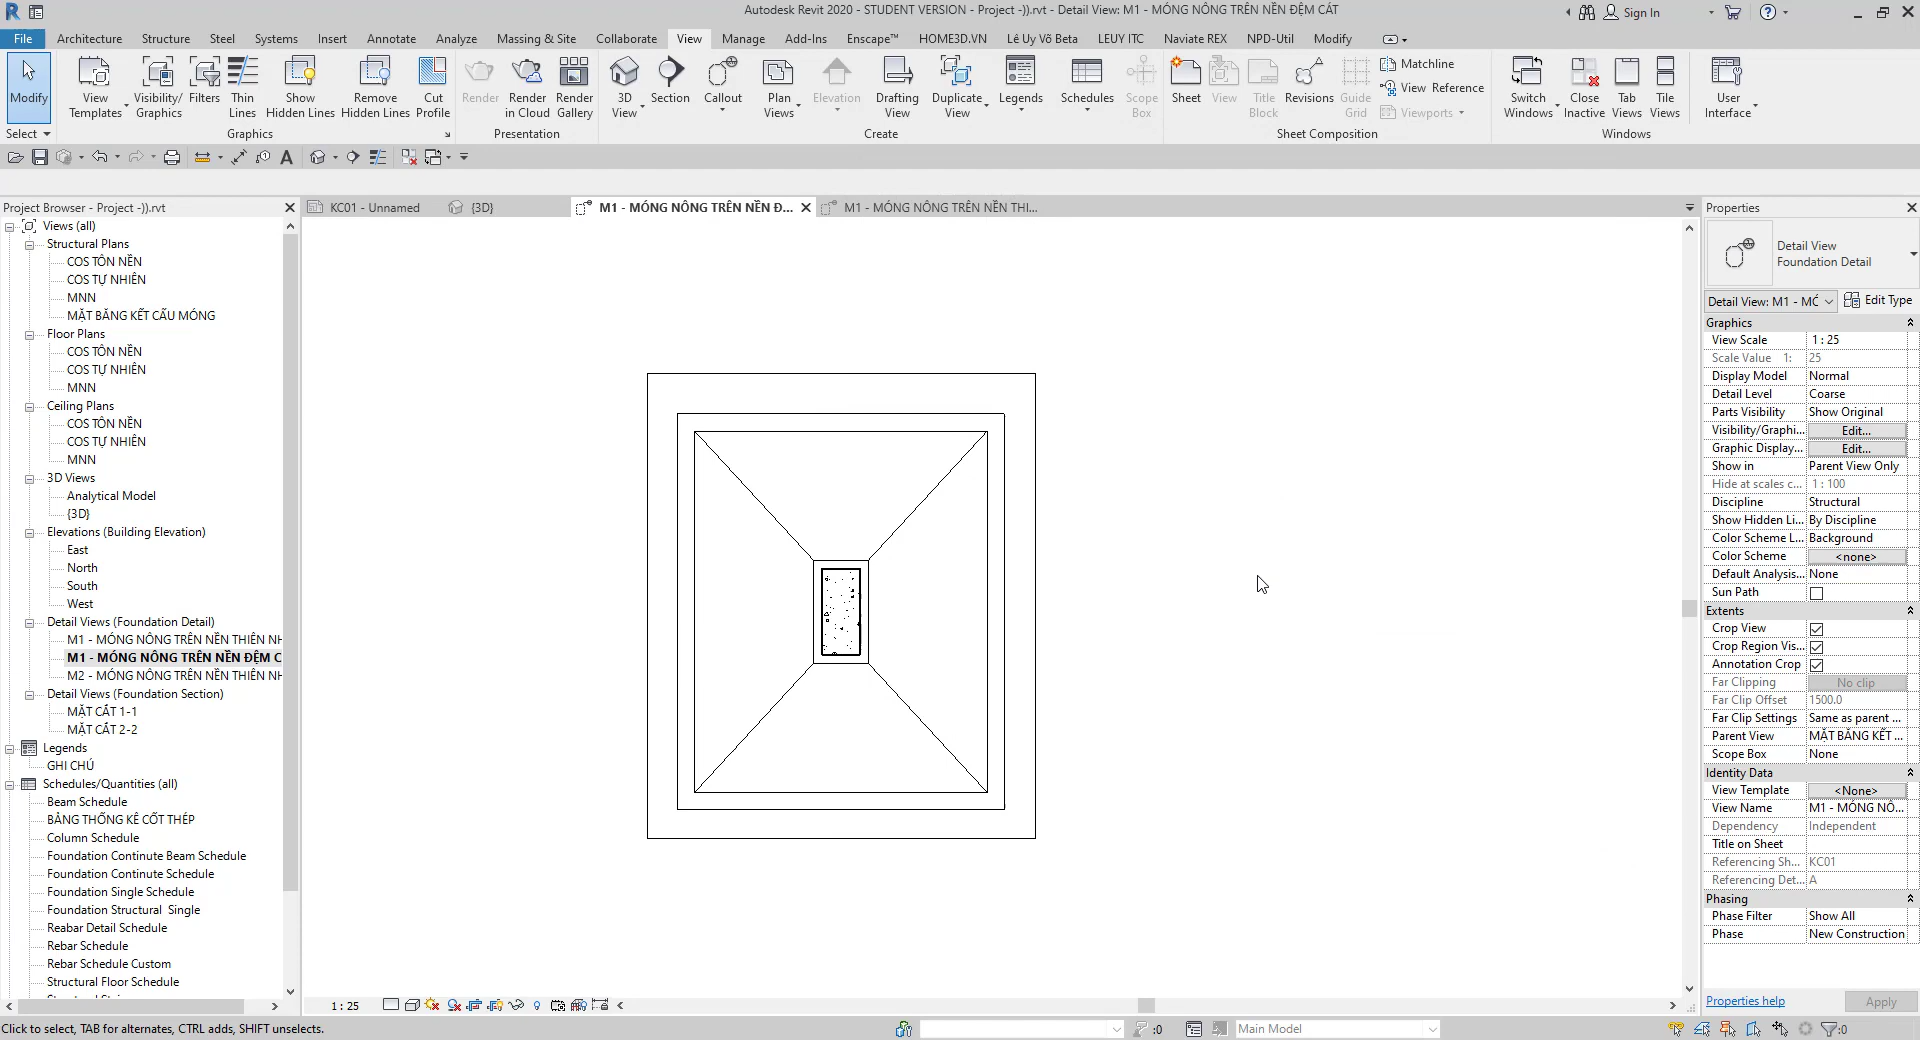 Autodesk Revit 2020 - STUDENT VERSION - Project -)).rvt - Detail View: M1 - MÓNG NÔNG TRÊN NỀN ĐỆM CÁT
Sign In
File Architecture Structure Steel Systems Insert Annotate Analyze Massing & Site Collaborate View Manage Add-Ins Enscape™ HOME3D.VN Lê Uy Võ Beta LEUY ITC Naviate REX NPD-Util Modify
Modify
View Templates
Visibility/ Graphics
Filters
Thin Lines
Show Hidden Lines
Remove Hidden Lines
Cut Profile
Render
Render in Cloud
Render Gallery
3D View
Section
Callout
Plan Views
Elevation
Drafting View
Duplicate View
Legends
Schedules
Scope Box
Sheet
View
Title Block
Revisions
Guide Grid
Matchline
View Reference
Viewports
Switch Windows
Close Inactive
Tab Views
Tile Views
User Interface
Select Graphics Presentation Create Sheet Composition Windows
Project Browser - Project -)).rvt
Views (all)
Structural Plans
COS TÔN NỀN
COS TỰ NHIÊN
MNN
MẶT BẰNG KẾT CẤU MÓNG
Floor Plans
COS TÔN NỀN
COS TỰ NHIÊN
MNN
Ceiling Plans
COS TÔN NỀN
COS TỰ NHIÊN
MNN
3D Views
Analytical Model
{3D}
Elevations (Building Elevation)
East
North
South
West
Detail Views (Foundation Detail)
M1 - MÓNG NÔNG TRÊN NỀN THIÊN NH
M1 - MÓNG NÔNG TRÊN NỀN ĐỆM C
M2 - MÓNG NÔNG TRÊN NỀN THIÊN NH
Detail Views (Foundation Section)
MẶT CẮT 1-1
MẶT CẮT 2-2
Legends
GHI CHÚ
Schedules/Quantities (all)
Beam Schedule
BẢNG THỐNG KÊ CỐT THÉP
Column Schedule
Foundation Continute Beam Schedule
Foundation Continute Schedule
Foundation Single Schedule
Foundation Structural Single
Reabar Detail Schedule
Rebar Schedule
Rebar Schedule Custom
Structural Floor Schedule
KC01 - Unnamed
{3D}
M1 - MÓNG NÔNG TRÊN NỀN Đ...
M1 - MÓNG NÔNG TRÊN NỀN THI...
Properties
Detail View
Foundation Detail
Detail View: M1 - MÓ Edit Type
Graphics
View Scale 1 : 25
Scale Value 1: 25
Display Model Normal
Detail Level Coarse
Parts Visibility Show Original
Visibility/Graphi... Edit...
Graphic Display... Edit...
Show in Parent View Only
Hide at scales c... 1 : 100
Discipline Structural
Show Hidden Li... By Discipline
Color Scheme L... Background
Color Scheme <none>
Default Analysis... None
Sun Path
Extents
Crop View
Crop Region Vis...
Annotation Crop
Far Clipping No clip
Far Clip Offset 1500.0
Far Clip Settings Same as parent ...
Parent View MẶT BẰNG KẾT ...
Scope Box None
Identity Data
View Template <None>
View Name M1 - MÓNG NÔ...
Dependency Independent
Title on Sheet
Referencing Sh... KC01
Referencing Det... A
Phasing
Phase Filter Show All
Phase New Construction
Properties help Apply
1 : 25
Click to select, TAB for alternates, CTRL adds, SHIFT unselects.
:0
Main Model
:0